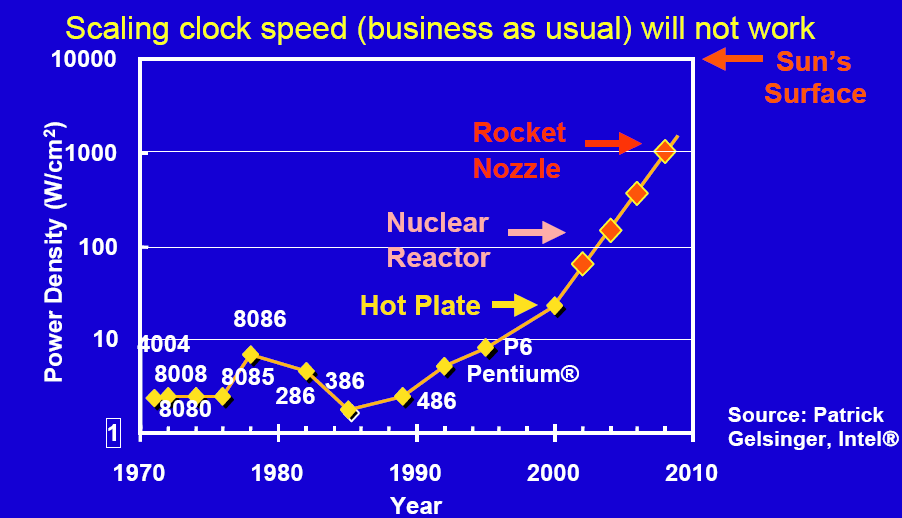 Scaling clock speed (business as usual) will not work
10000
Sun's
Surface
Rocket
Nozzle
1000
Nuclear
Reactor
100
Hot Plate
8086
10
4004
P6
8008
8085
386
Pentium®
8080
286
486
1
Source: Patrick
Gelsinger, Intel®
Power Density (W/cm²)
1970
1980
1990
2000
2010
Year